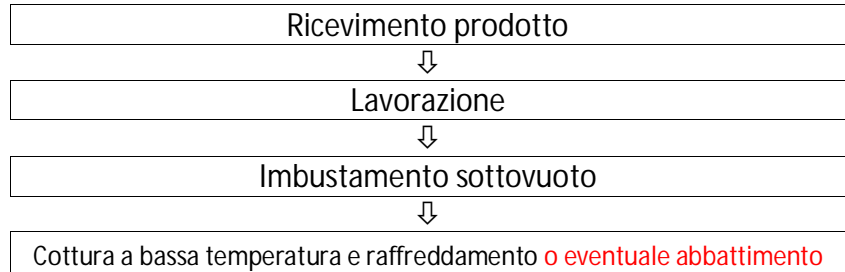 Ricevimento prodotto
⇩
Lavorazione
⇩
Imbustamento sottovuoto
⇩
Cottura a bassa temperatura e raffreddamento o eventuale abbattimento